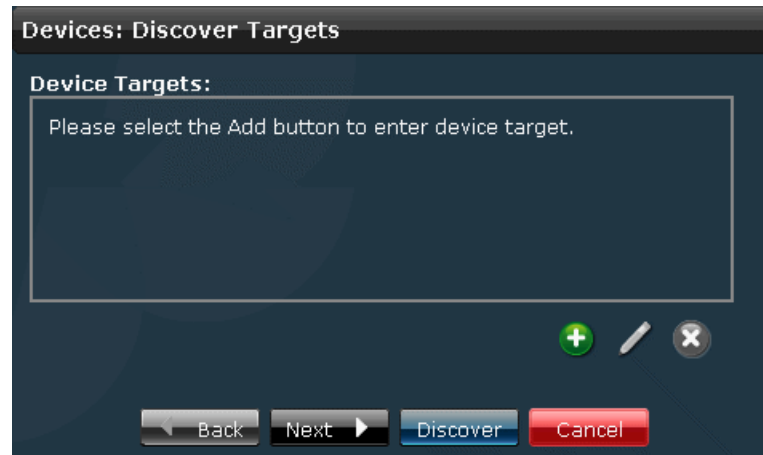 Devices: Discover Targets
Device Targets:
Please select the Add button to enter device target.
Back Next Discover Cancel